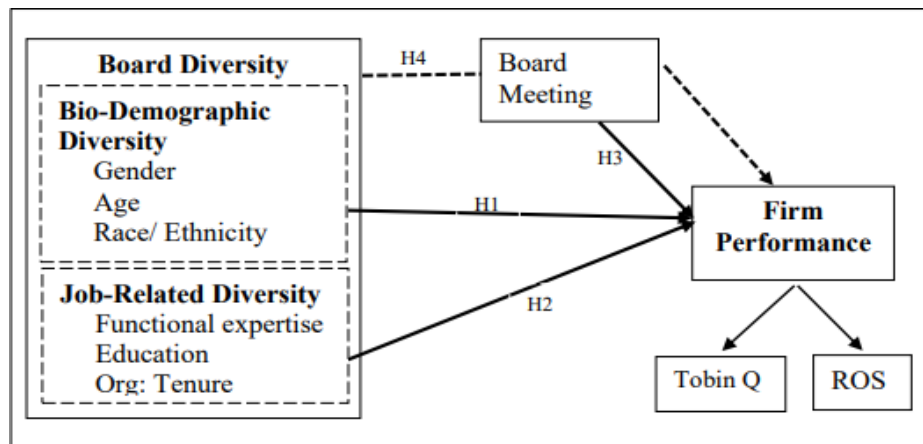 Board Diversity
Bio-Demographic
Diversity
Gender
Age
Race/ Ethnicity
Job-Related Diversity
Functional expertise
Education
Org: Tenure
H4
Board
Meeting
H3
H1
H2
Firm
Performance
Tobin Q
ROS